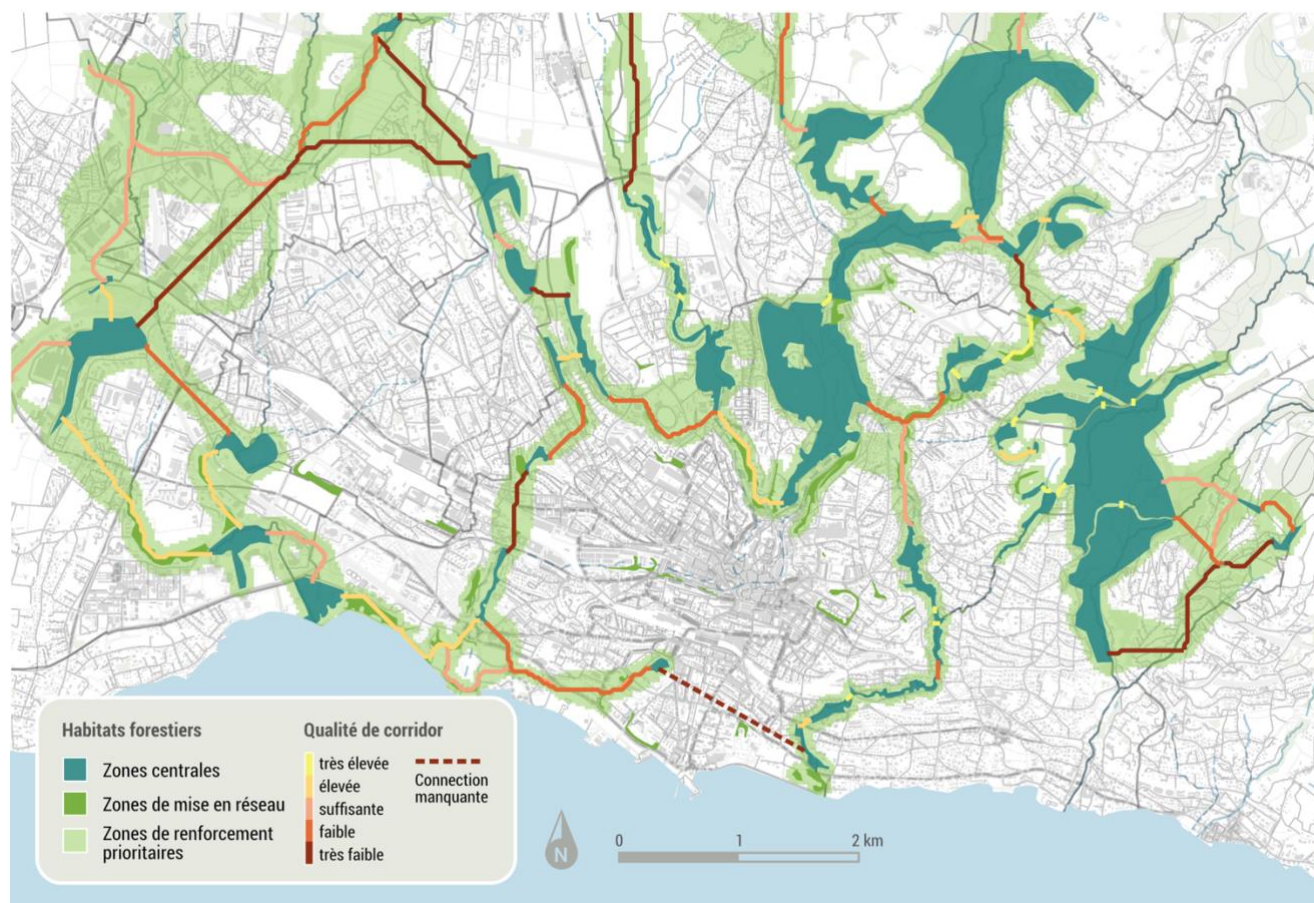 Habitats forestiers
Zones centrales
Zones de mise en réseau
Zones de renforcement
prioritaires
Qualité de corridor
très élevée
élevée
suffisante
faible
très faible
Connection
manquante
N
0 1 2 km